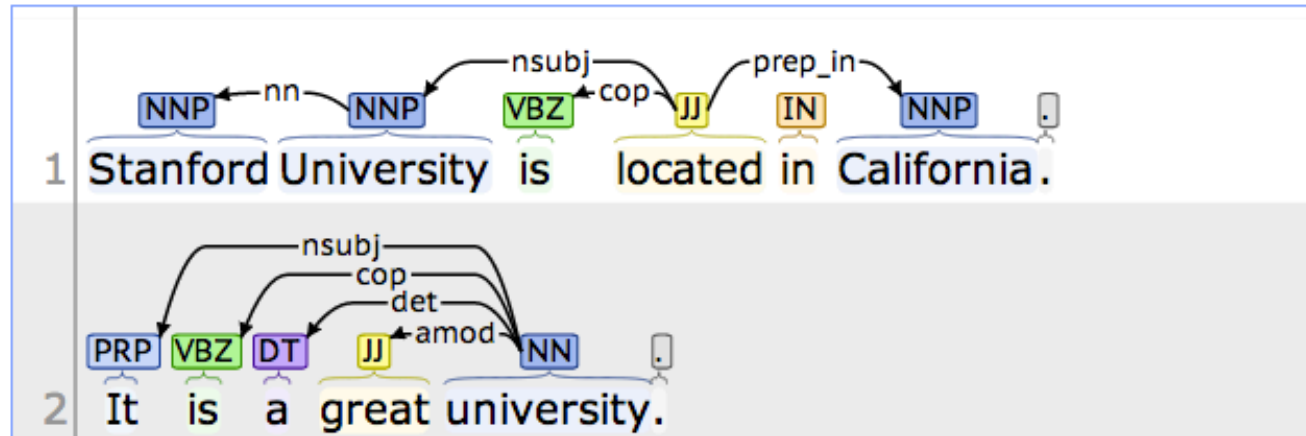 nsubj prep_in
nn cop
NNP NNP VBZ JJ IN NNP .
1 Stanford University is located in California.
nsubj
cop
det
amod
PRP VBZ DT JJ NN .
2 It is a great university.